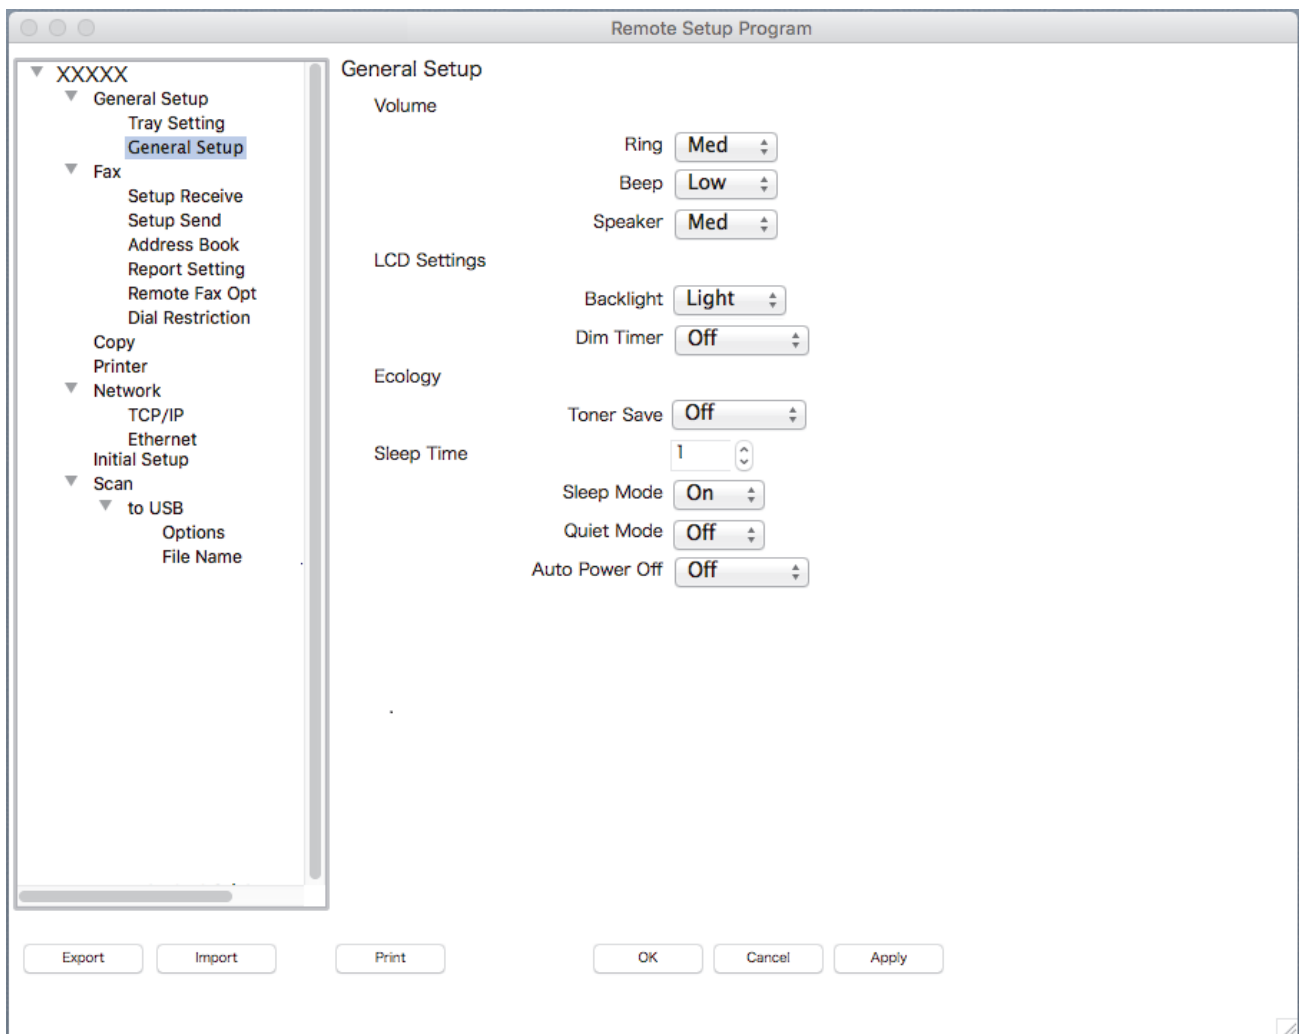 Remote Setup Program
XXXXX
General Setup
Tray Setting
General Setup
Fax
Setup Receive
Setup Send
Address Book
Report Setting
Remote Fax Opt
Dial Restriction
Copy
Printer
Network
TCP/IP
Ethernet
Initial Setup
Scan
to USB
Options
File Name
General Setup
Volume
Ring Med
Beep Low
Speaker Med
LCD Settings
Backlight Light
Dim Timer Off
Ecology
Toner Save Off
Sleep Time 1
Sleep Mode On
Quiet Mode Off
Auto Power Off Off
Export Import Print OK Cancel Apply